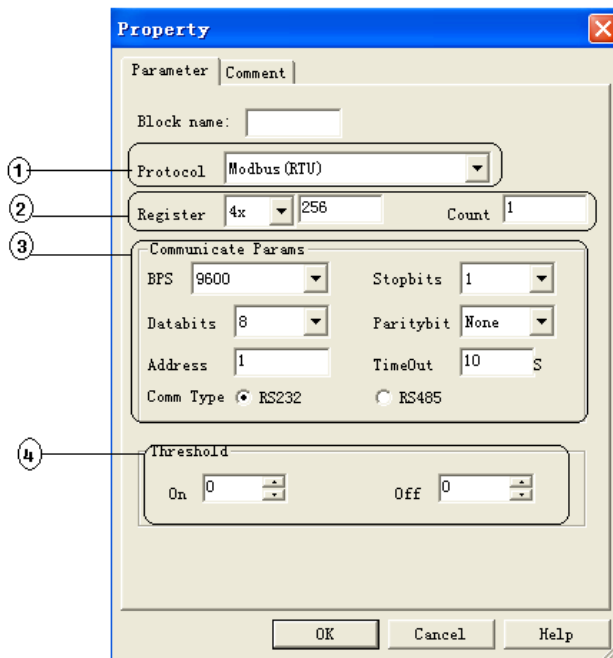 Property
Parameter Comment
Block name:
1 Protocol Modbus(RTU)
2 Register 4x 256 Count 1
3 Communicate Params
BPS 9600 Stopbits 1
Databits 8 Paritybit None
Address 1 TimeOut 10 S
Comm Type RS232 RS485
4 Threshold
On 0 Off 0
OK Cancel Help